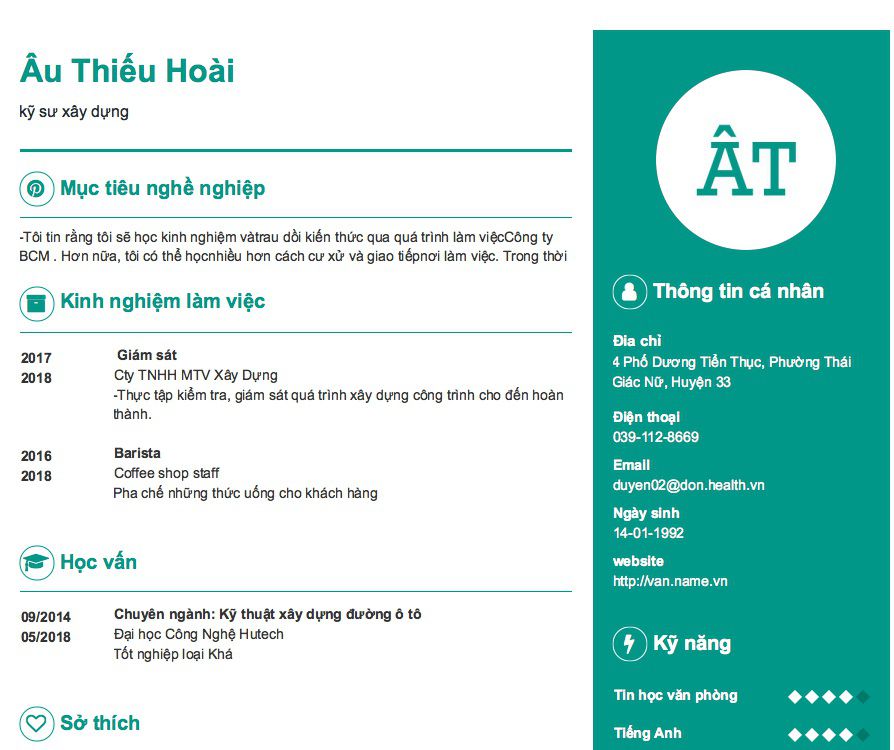 Âu Thiếu Hoài
kỹ sư xây dựng
Mục tiêu nghề nghiệp
-Tôi tin rằng tôi sẽ học kinh nghiệm vàtrau dồi kiến thức qua quá trình làm việcCông ty
BCM . Hơn nữa, tôi có thể họcnhiều hơn cách cư xử và giao tiếpnơi làm việc. Trong thời
Kinh nghiệm làm việc
2017
2018
Giám sát
Cty TNHH MTV Xây Dựng
-Thực tập kiểm tra, giám sát quá trình xây dựng công trình cho đến hoàn
thành.
2016
2018
Barista
Coffee shop staff
Pha chế những thức uống cho khách hàng
Học vấn
09/2014
05/2018
Chuyên ngành: Kỹ thuật xây dựng đường ô tô
Đại học Công Nghệ Hutech
Tốt nghiệp loại Khá
Sở thích
ÂT
Thông tin cá nhân
Đia chỉ
4 Phố Dương Tiển Thục, Phường Thái
Giác Nữ, Huyện 33
Điện thoại
039-112-8669
Email
duyen02@don.health.vn
Ngày sinh
14-01-1992
website
http://van.name.vn
Kỹ năng
Tin học văn phòng
Tiếng Anh